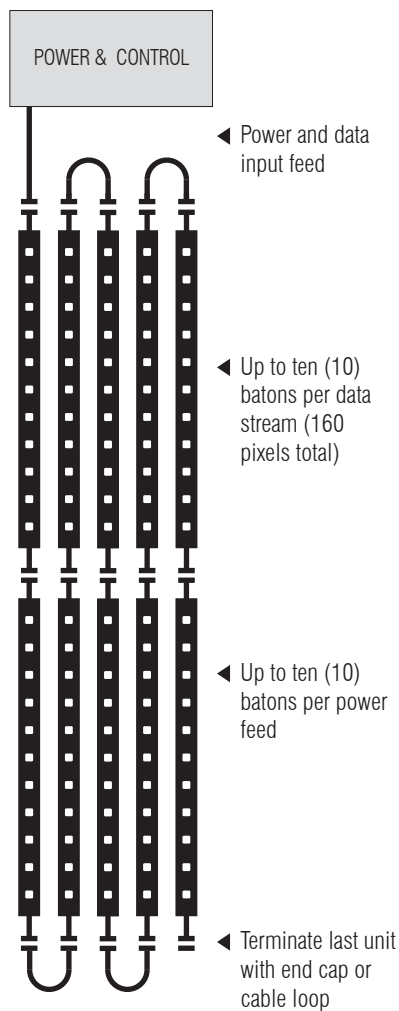 POWER & CONTROL
Power and data
input feed
Up to ten (10)
batons per data
stream (160
pixels total)
Up to ten (10)
batons per power
feed
Terminate last unit
with end cap or
cable loop